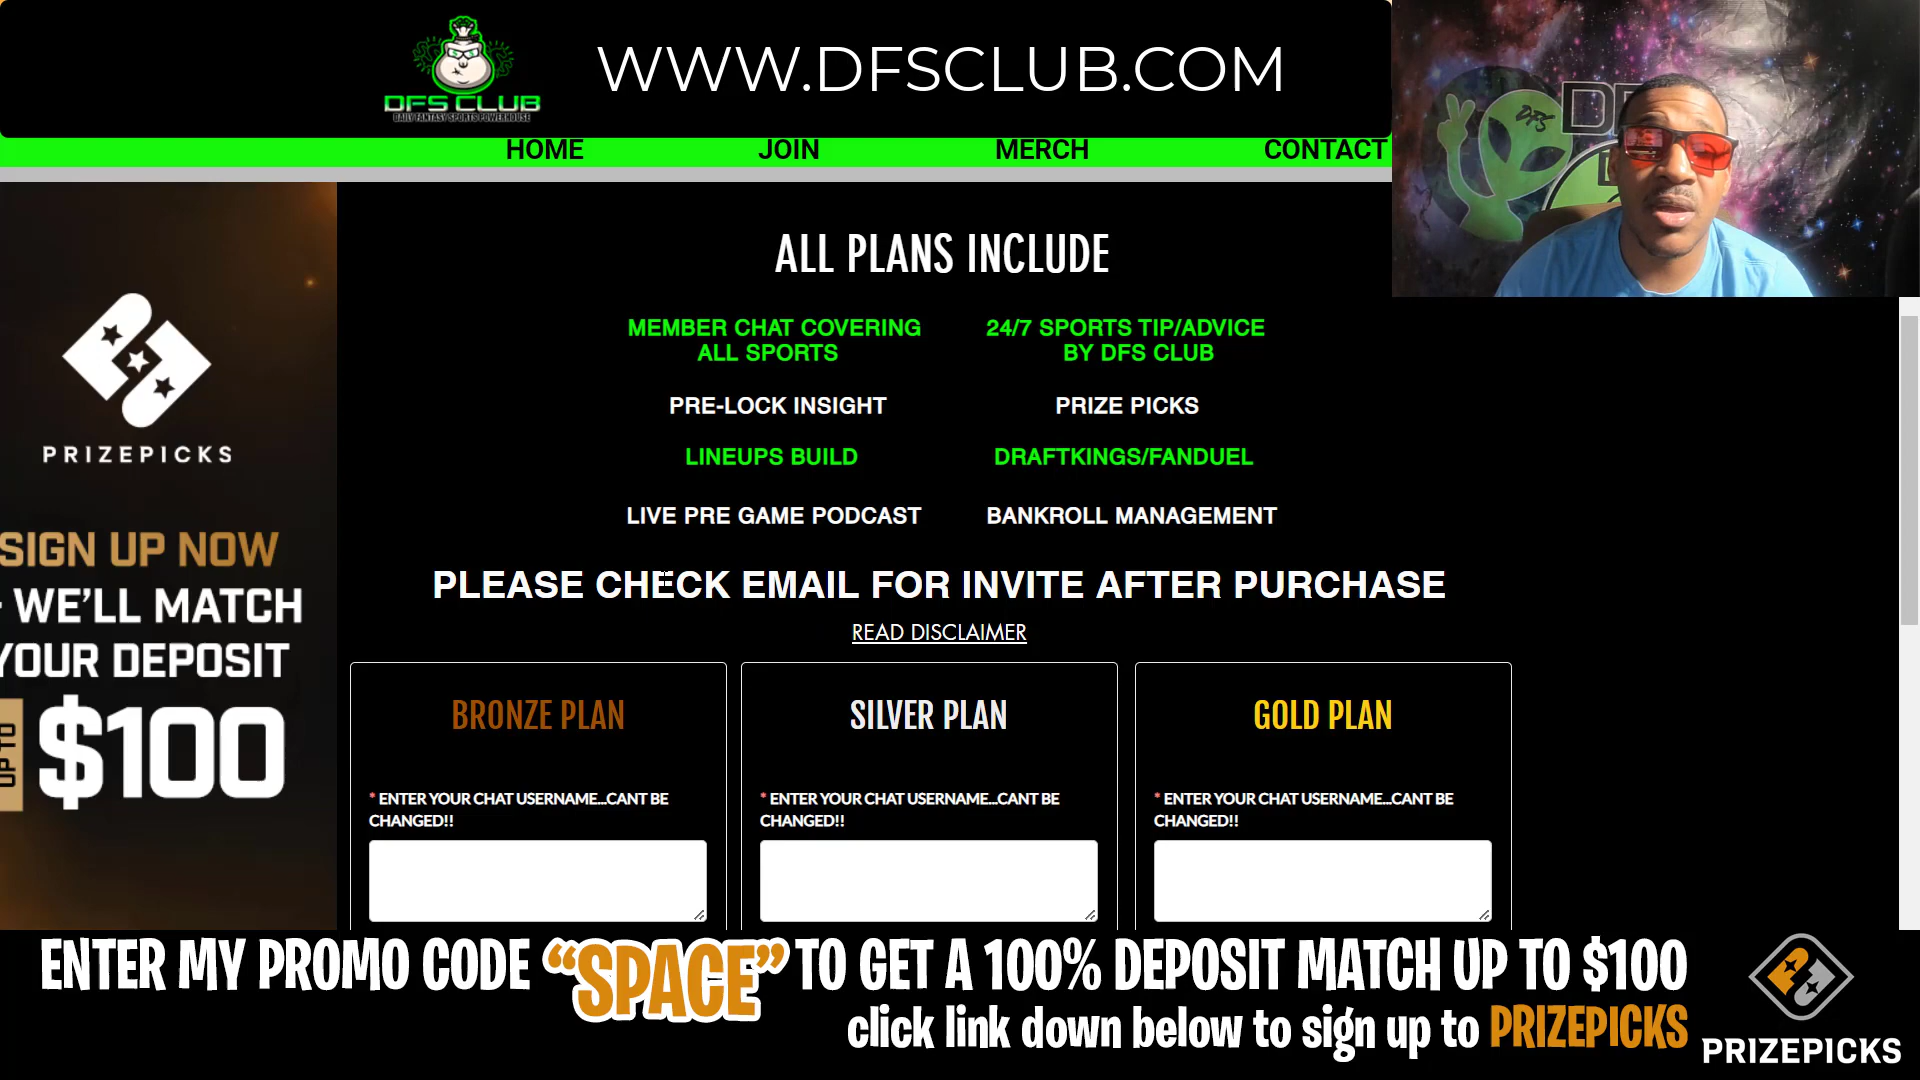 WWW.DFSCLUB.COM
DFS CLUB
DAILY FANTASY SPORTS POWERHOUSE
HOME JOIN MERCH CONTACT
DFS
ALL PLANS INCLUDE
MEMBER CHAT COVERING
ALL SPORTS
24/7 SPORTS TIP/ADVICE
BY DFS CLUB
PRE-LOCK INSIGHT
PRIZE PICKS
LINEUPS BUILD
DRAFTKINGS/FANDUEL
LIVE PRE GAME PODCAST
BANKROLL MANAGEMENT
PLEASE CHECK EMAIL FOR INVITE AFTER PURCHASE
READ DISCLAIMER
PRIZEPICKS
SIGN UP NOW
WE'LL MATCH
YOUR DEPOSIT
UP TO
$100
BRONZE PLAN
* ENTER YOUR CHAT USERNAME...CANT BE
CHANGED!!
SILVER PLAN
* ENTER YOUR CHAT USERNAME...CANT BE
CHANGED!!
GOLD PLAN
* ENTER YOUR CHAT USERNAME...CANT BE
CHANGED!!
ENTER MY PROMO CODE “SPACE” TO GET A 100% DEPOSIT MATCH UP TO $100
click link down below to sign up to PRIZEPICKS
PRIZEPICKS